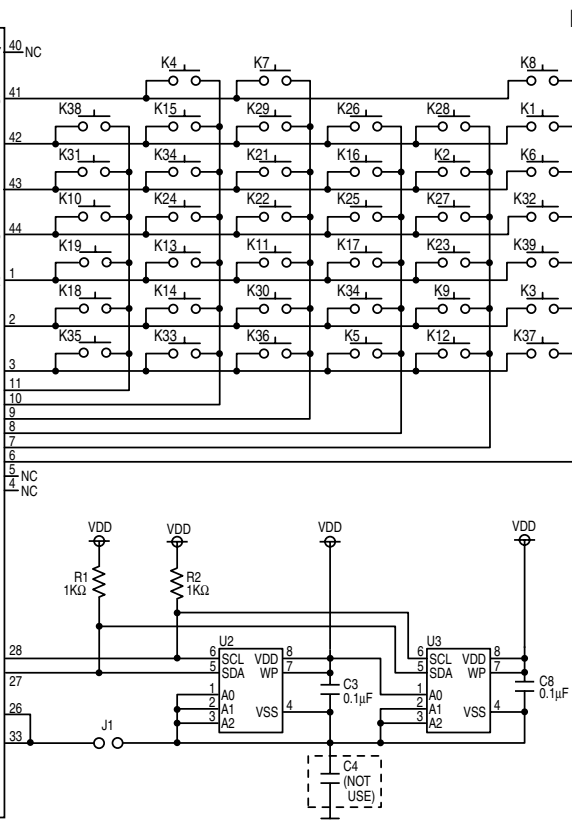 40 NC
K4 K7 K8
41
K38 K15 K29 K26 K28 K1
42
K31 K34 K21 K16 K2 K6
43
K10 K24 K22 K25 K27 K32
44
K19 K13 K11 K17 K23 K39
1
K18 K14 K30 K34 K9 K3
2
K35 K33 K36 K5 K12 K37
3
11
10
9
8
7
6
5 NC
4 NC
VDD VDD VDD VDD
R1 R2
1KΩ 1KΩ
U2 U3
28 6 SCL VDD 8 6 SCL VDD 8
5 SDA WP 7 5 SDA WP 7
27
C3 C8
1 A0 0.1µF 1 A0 0.1µF
26 2 A1 2 A1
3 A2 VSS 4 3 A2 VSS 4
33 J1
C4
(NOT
USE)